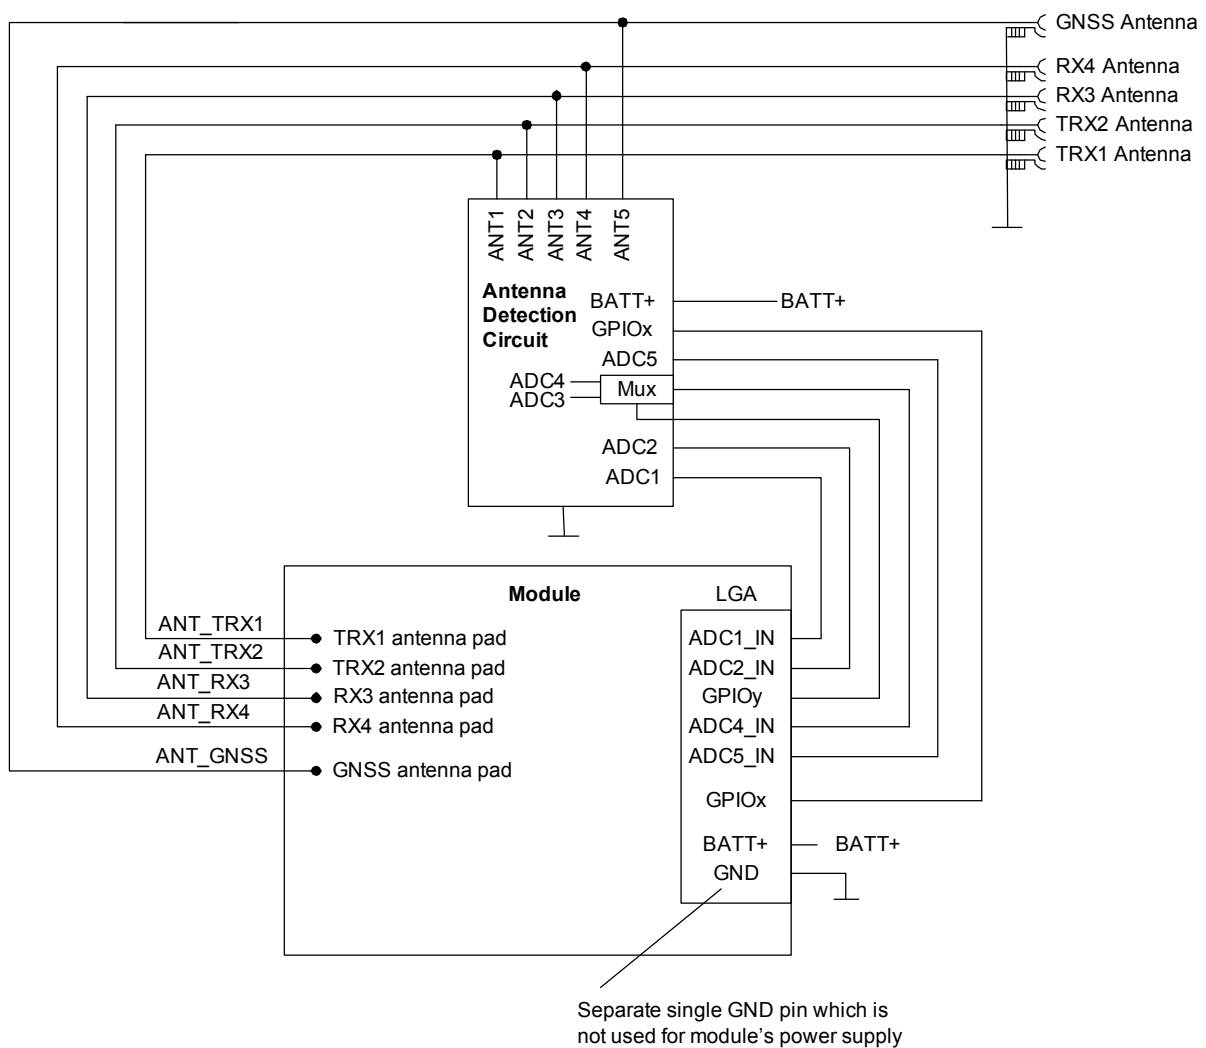 GNSS Antenna
RX4 Antenna
RX3 Antenna
TRX2 Antenna
TRX1 Antenna
ANT1
ANT2
ANT3
ANT4
ANT5
Antenna
Detection
Circuit
BATT+
BATT+
GPIOx
ADC5
ADC4
ADC3
Mux
ADC2
ADC1
Module
LGA
ANT_TRX1
TRX1 antenna pad
ADC1_IN
ANT_TRX2
TRX2 antenna pad
ADC2_IN
ANT_RX3
RX3 antenna pad
GPIOy
ANT_RX4
RX4 antenna pad
ADC4_IN
ANT_GNSS
GNSS antenna pad
ADC5_IN
GPIOx
BATT+
BATT+
GND
Separate single GND pin which is
not used for module's power supply